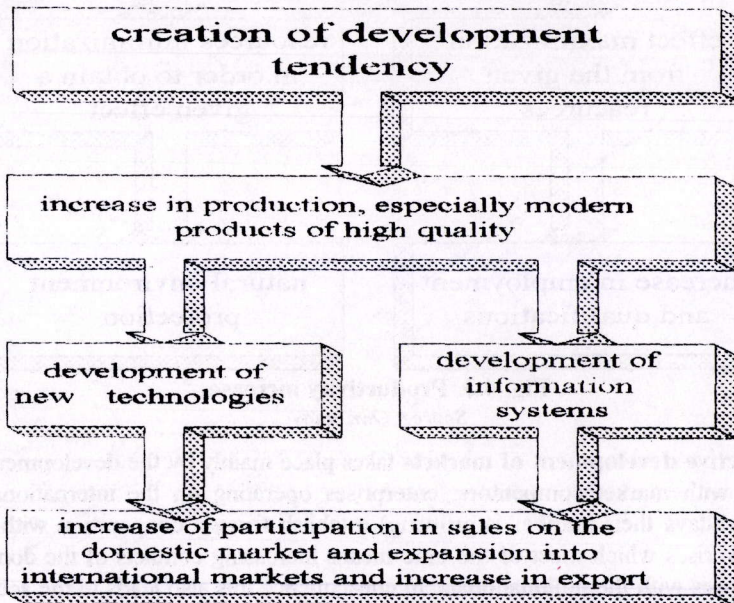 creation of development
tendency
increase in production, especially modern
products of high quality
development of
new technologies
development of
information
systems
increase of participation in sales in the
domestic market and expansion into
international markets and increase in export